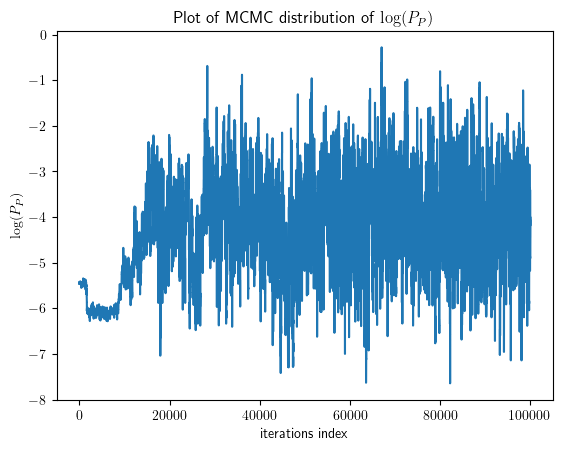 Plot of MCMC distribution of log(P_P)
0
−1
−2
−3
−4
−5
−6
−7
−8
log(P_P)
0 20000 40000 60000 80000 100000
iterations index